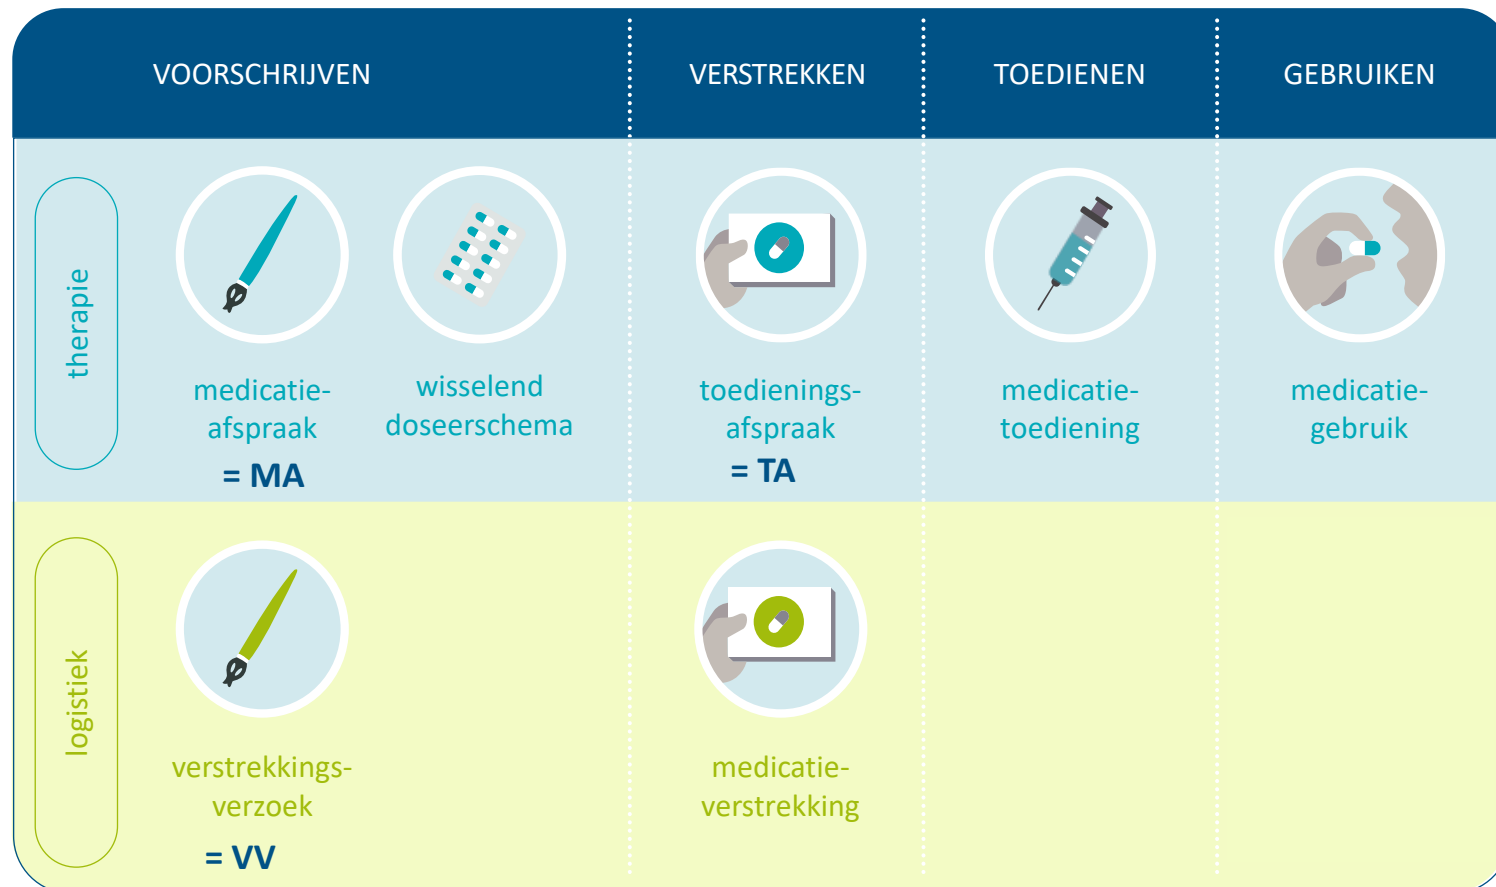 VOORSCHRIJVEN
VERSTREKKEN
TOEDIENEN
GEBRUIKEN
therapie
medicatie-
afspraak
= MA
wisselend
doseerschema
toedienings-
afspraak
= TA
medicatie-
toediening
medicatie-
gebruik
logistiek
verstrekkings-
verzoek
= VV
medicatie-
verstrekking